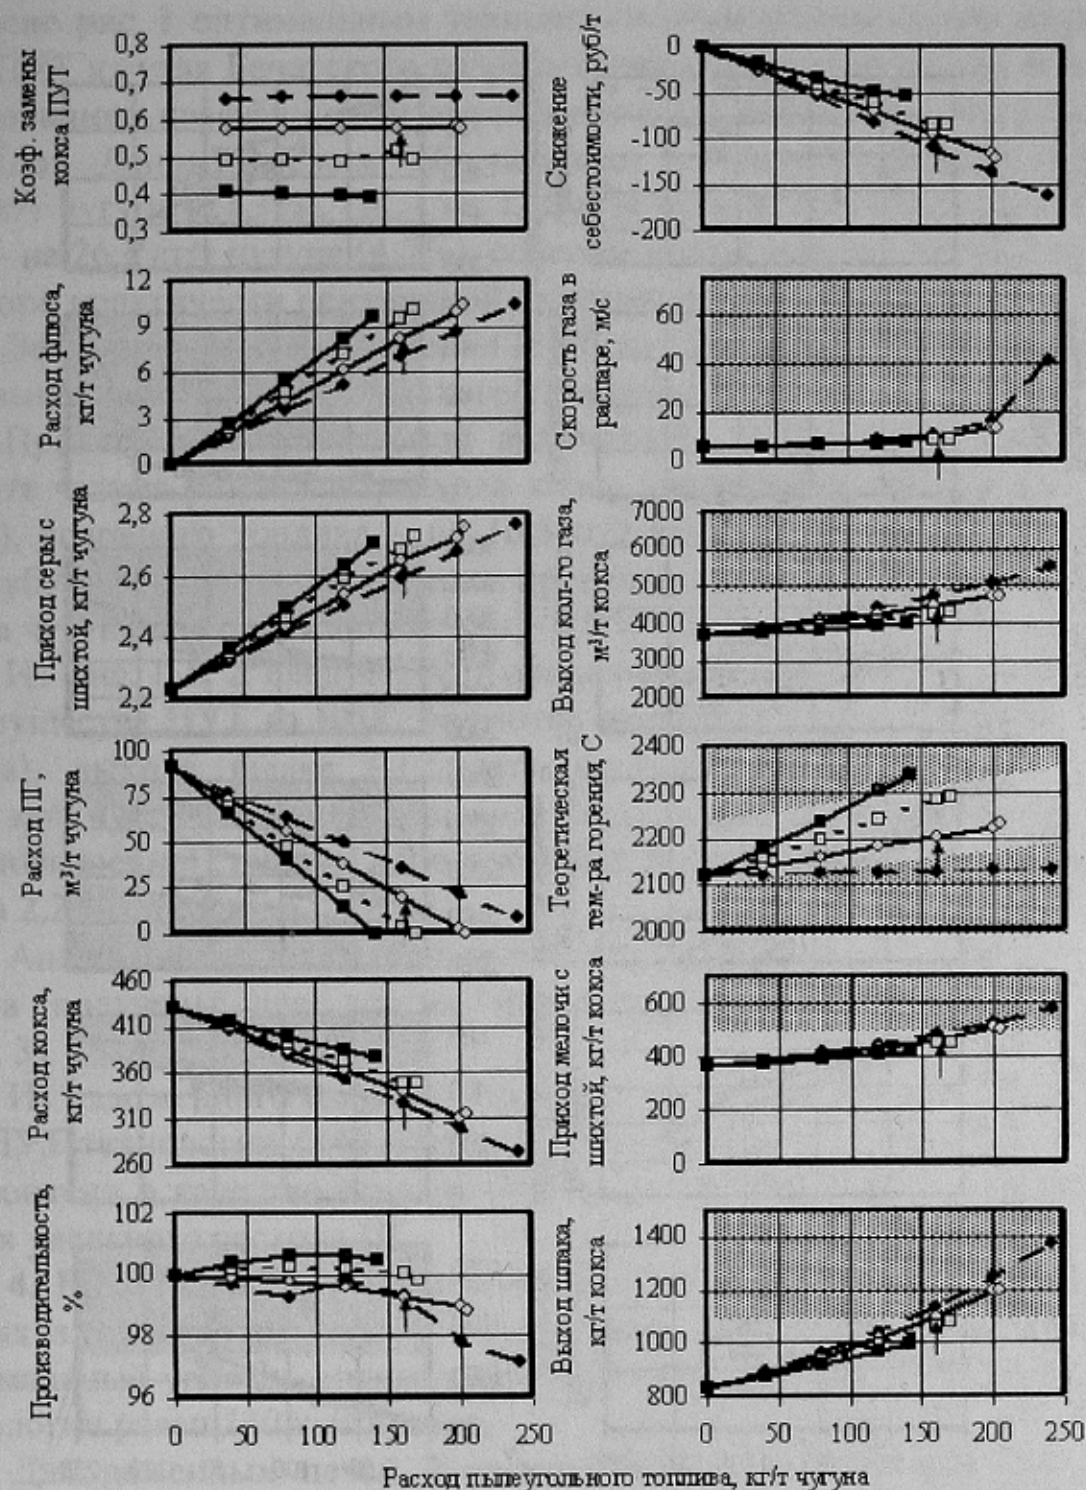 Коэф. замены
кокса ПУТ
0,8
0,7
0,6
0,5
0,4
0,3
Снижение
себестоимости, руб/т
0
-50
-100
-150
-200
Расход флюса,
кг/т чугуна
12
9
6
3
0
Скорость газа в
распаре, м/с
60
40
20
0
Приход серы с
шихтой, кг/т чугуна
2,8
2,6
2,4
2,2
Выход кол-го газа,
м³/т кокса
7000
6000
5000
4000
3000
2000
Расход ПГ,
м³/т чугуна
100
75
50
25
0
Теоретическая
тем-ра горения, С
2400
2300
2200
2100
2000
Расход кокса,
кг/т чугуна
460
410
360
310
260
Приход мелочи с
шихтой, кг/т кокса
600
400
200
0
Производительность,
%
102
100
98
96
0 50 100 150 200 250
Выход шлака,
кг/т кокса
1400
1200
1000
800
0 50 100 150 200 250
Расход пылеугольного топлива, кг/т чугуна